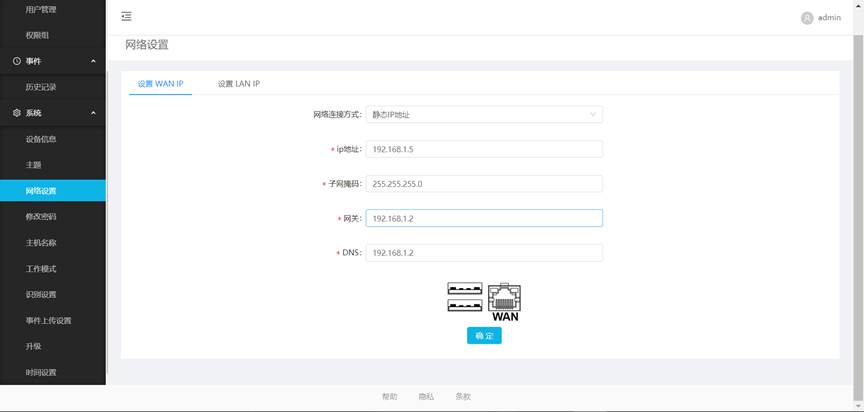 用户管理
权限组
事件
历史记录
系统
设备信息
主题
网络设置
修改密码
主机名称
工作模式
识别设置
事件上传设置
升级
时间设置
admin
网络设置
设置 WAN IP
设置 LAN IP
网络连接方式: 静态IP地址
* ip地址: 192.168.1.5
* 子网掩码: 255.255.255.0
* 网关: 192.168.1.2
* DNS: 192.168.1.2
WAN
确 定
帮助 隐私 条款